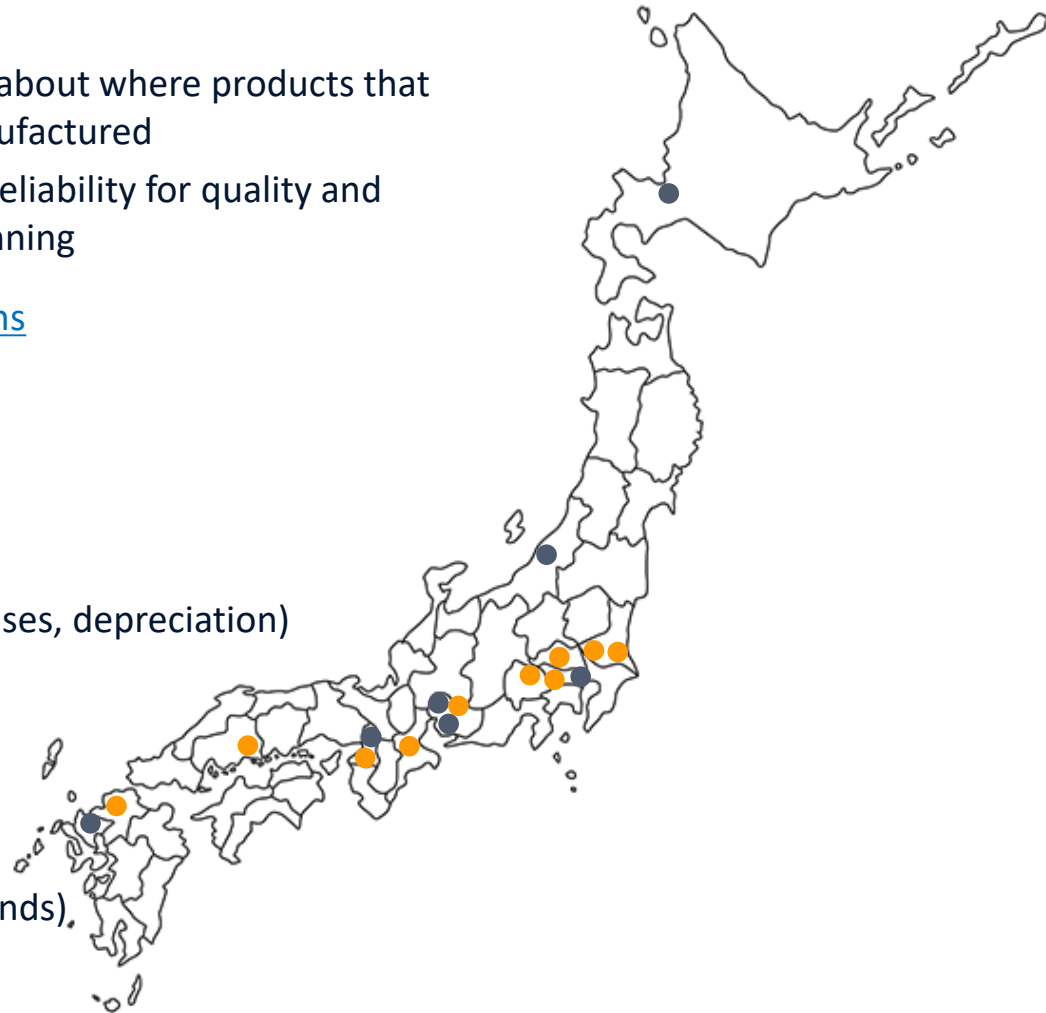 about where products that
ufactured
eliability for quality and
nning
ns
ses, depreciation)
nds)